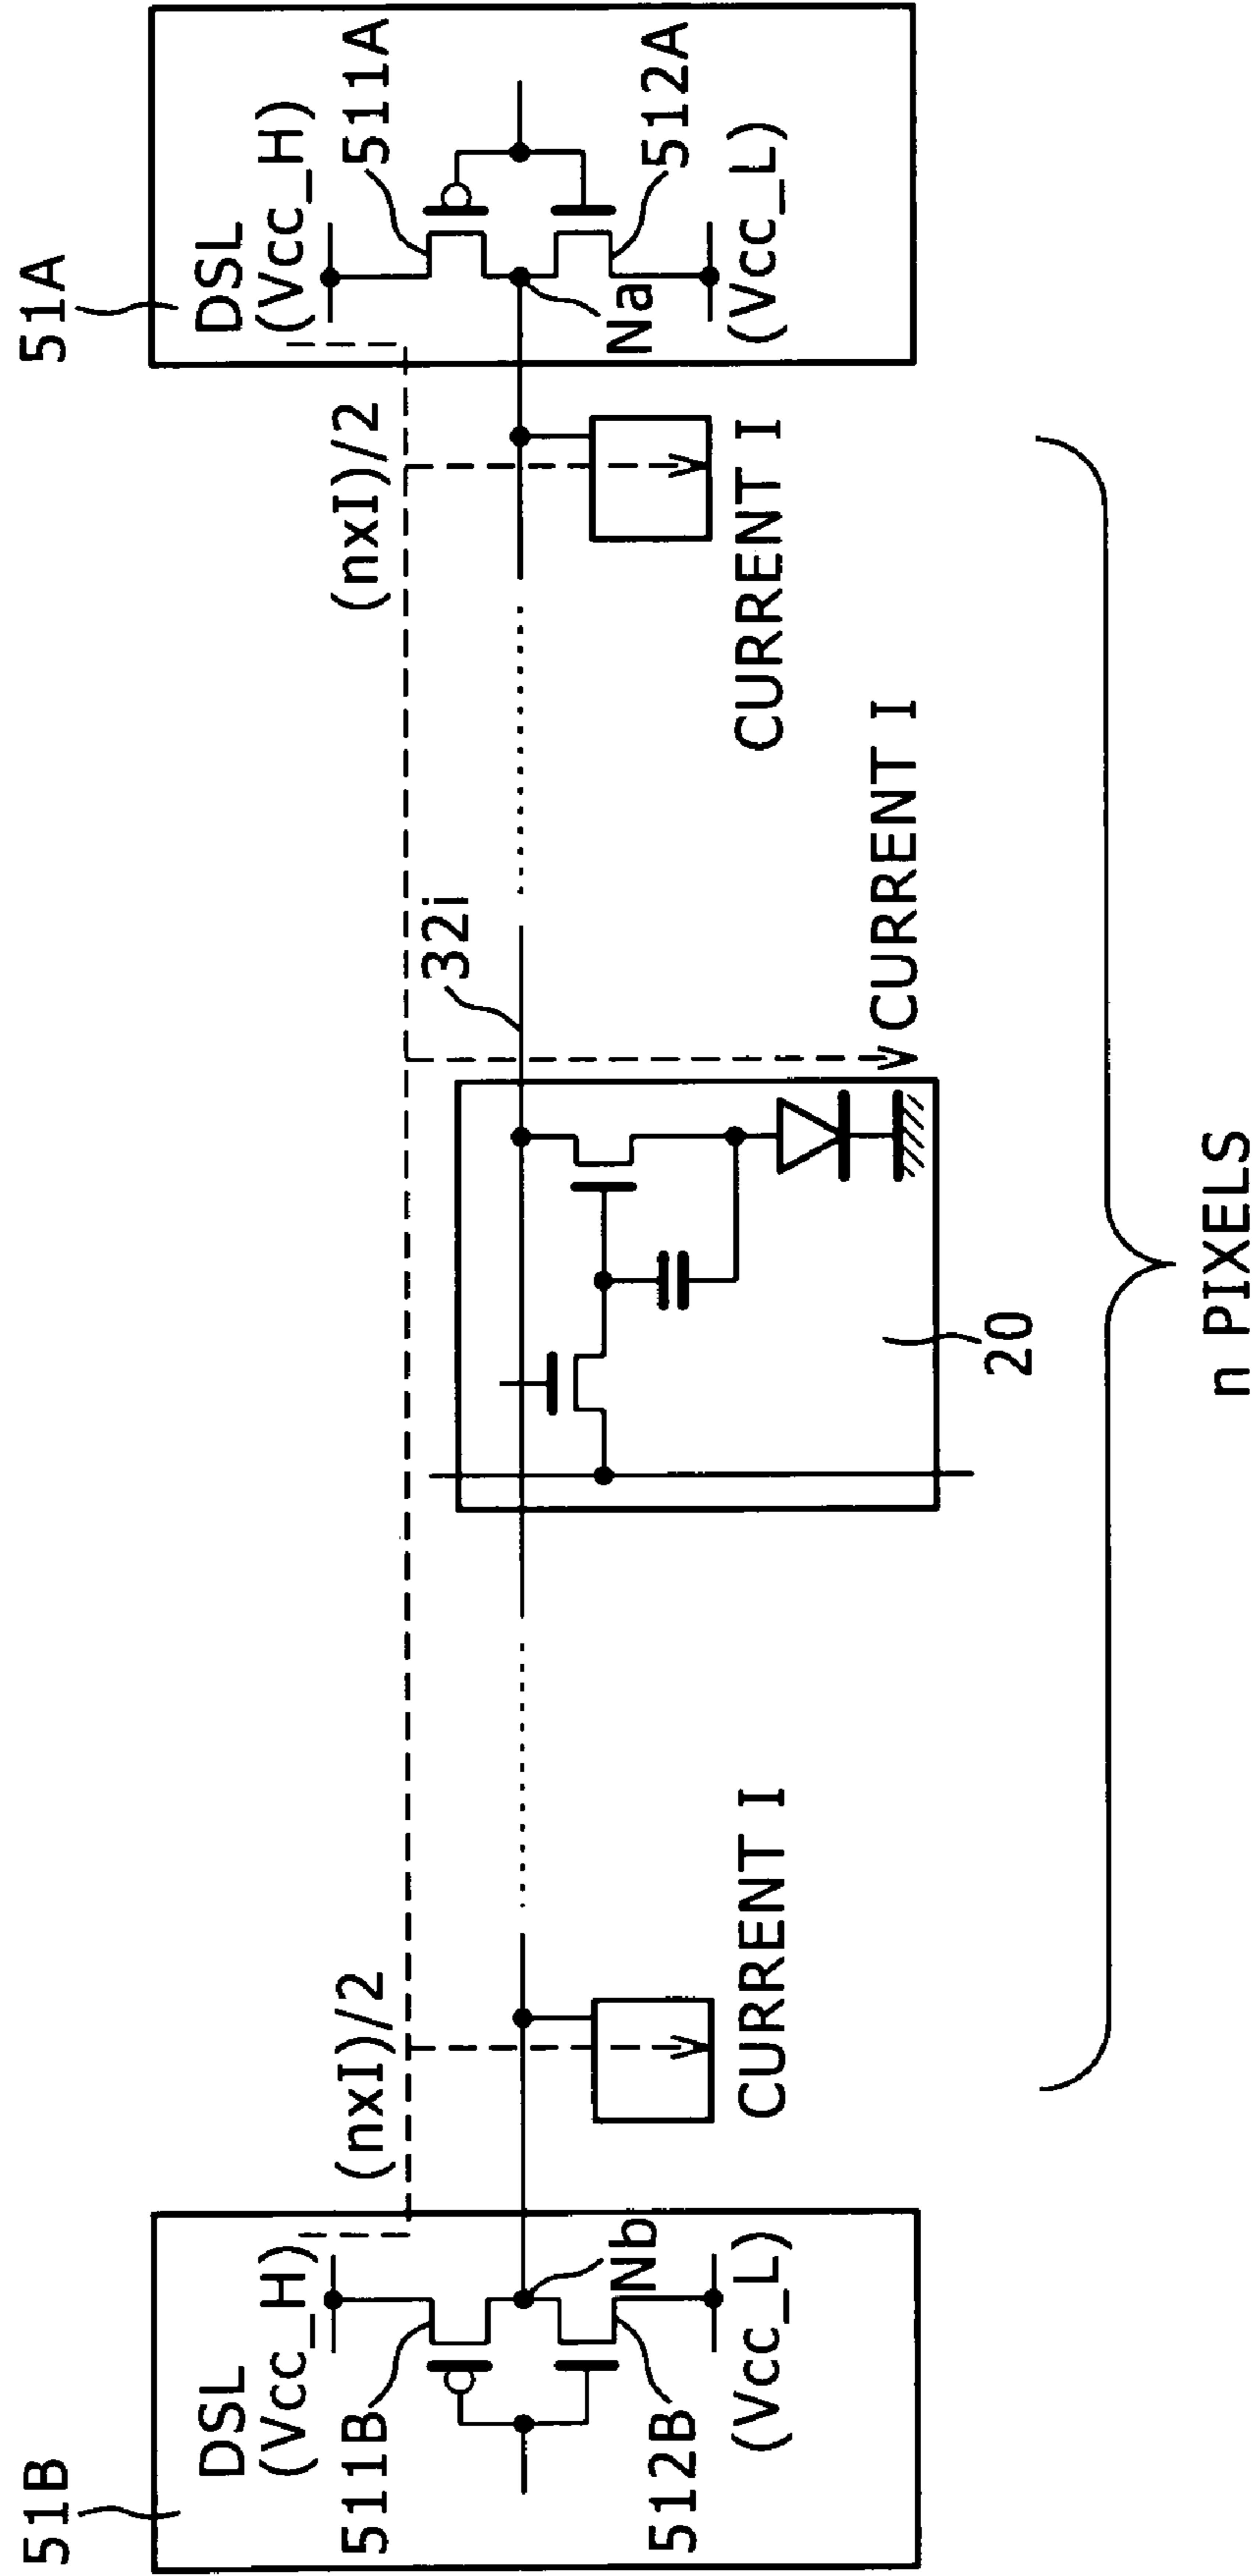 51B
DSL
(Vcc_H)
511B
Nb
512B
(Vcc_L)
(nxI)/2
CURRENT I
20
32i
CURRENT I
(nxI)/2
CURRENT I
n PIXELS
51A
DSL
(Vcc_H)
511A
Na
512A
(Vcc_L)